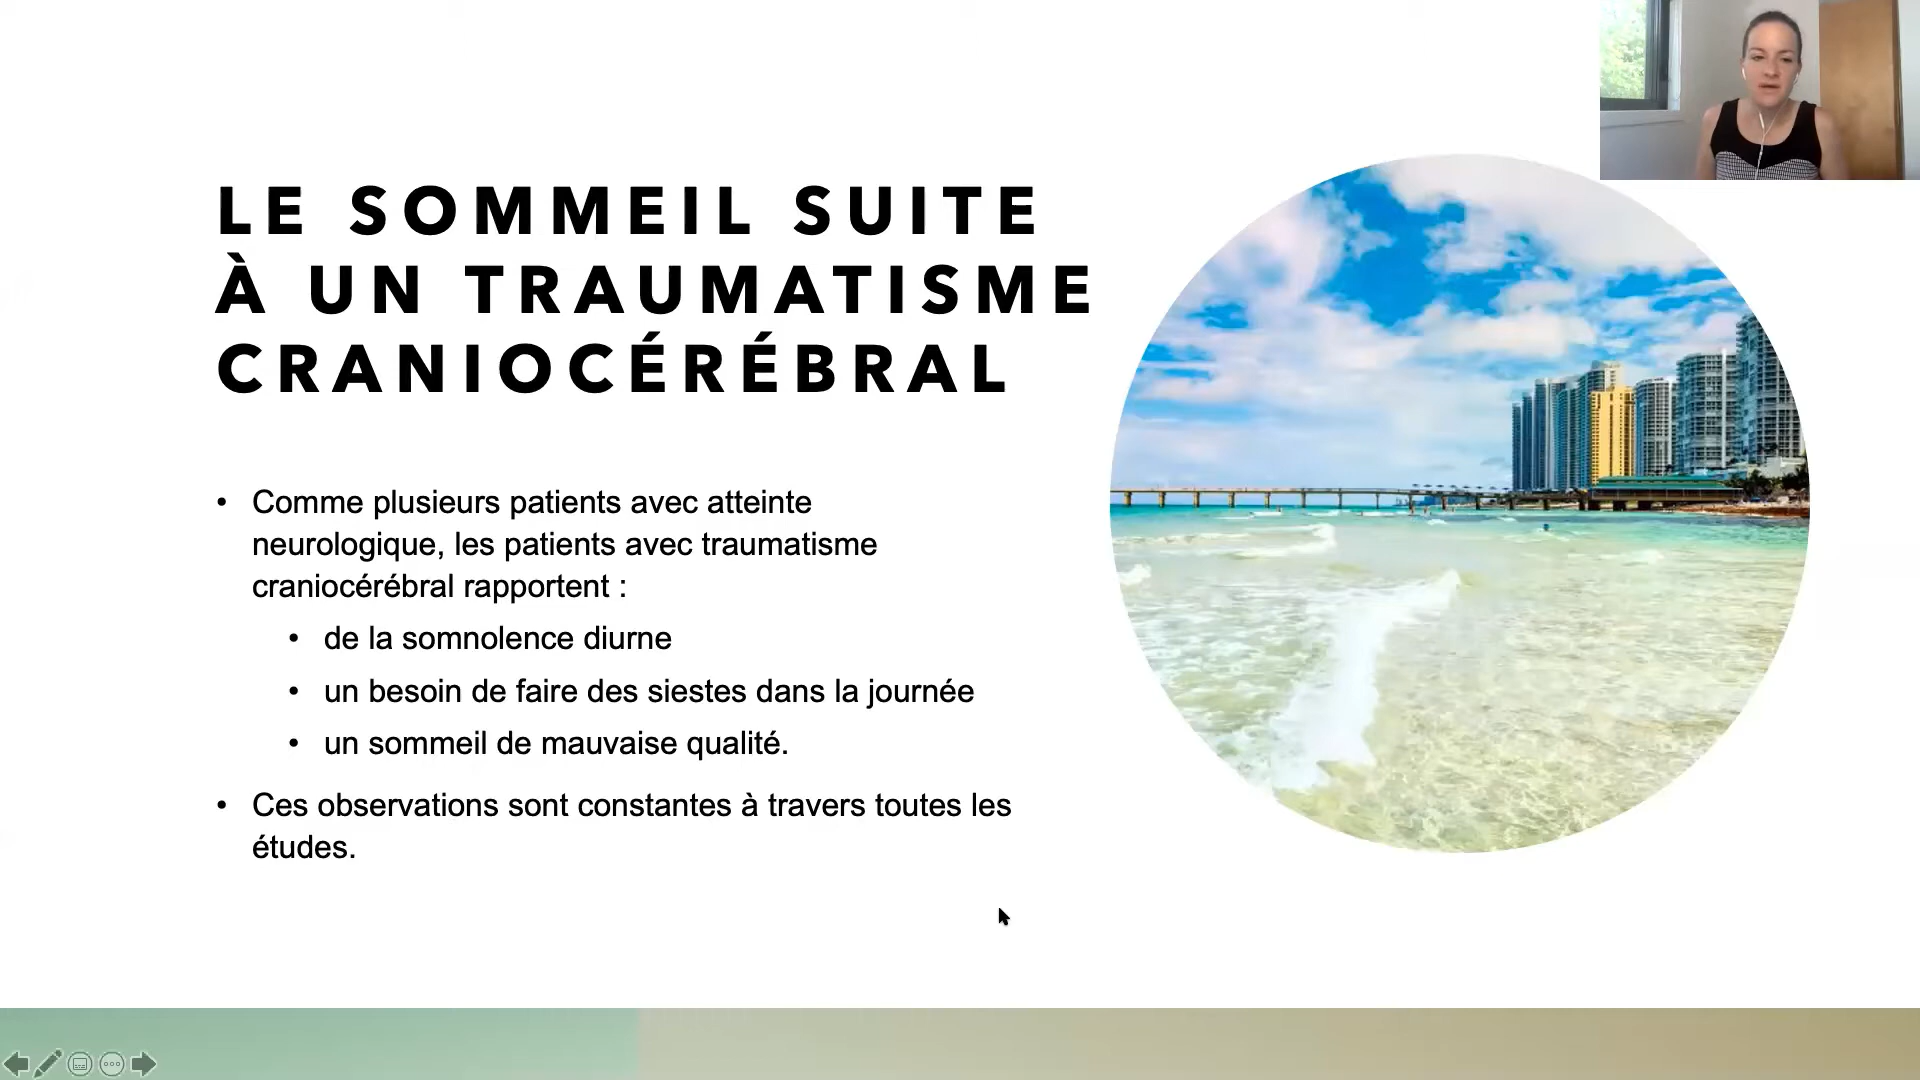 LE SOMMEIL SUITE
À UN TRAUMATISME
CRANIOCÉRÉBRAL
• Comme plusieurs patients avec atteinte
neurologique, les patients avec traumatisme
craniocérébral rapportent :
• de la somnolence diurne
• un besoin de faire des siestes dans la journée
• un sommeil de mauvaise qualité.
• Ces observations sont constantes à travers toutes les
études.